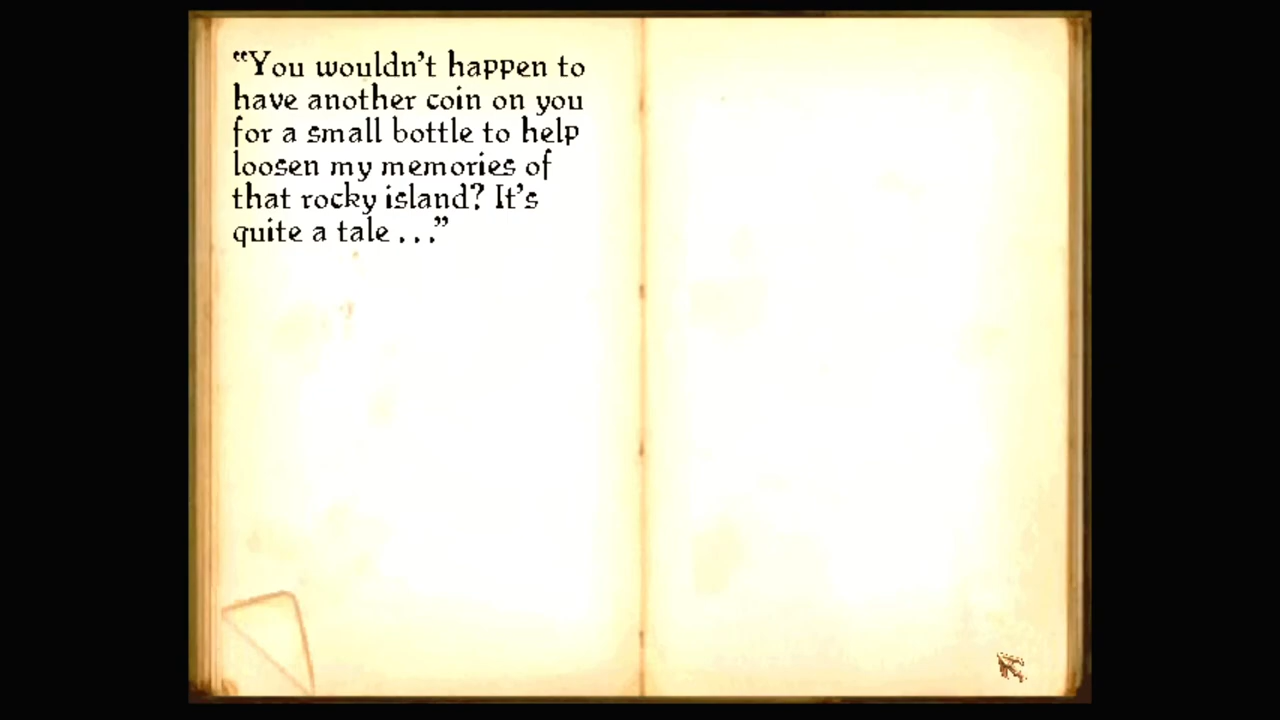 “You wouldn’t happen to
have another coin on you
for a small bottle to help
loosen my memories of
that rocky island? It’s
quite a tale . . .”